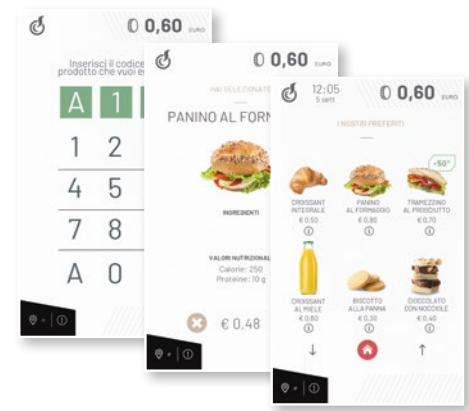 0,60 EURO
Inserisci il codice
prodotto che vuoi e
A 1
1 2
4 5
7 8
A 0
0,60 EURO
HAI SELEZIONATO
PANINO AL FORM
INGREDIENTI
VALORI NUTRIZIONAL
Calorie: 250
Proteine: 10 g
€ 0,48
12:05
5 sett
0,60 EURO
I NOSTRI PREFERITI
-50%
CROISSANT
INTEGRALE
€ 0,50
PANINO
AL FORMAGGIO
€ 0,80
TRAMEZZINO
AL PROSCIUTTO
€ 0,70
CROISSANT
AL MIELE
€ 0,60
BISCOTTO
ALLA PANNA
€ 0,30
CIOCCOLATO
CON NOCCIOLE
€ 0,40